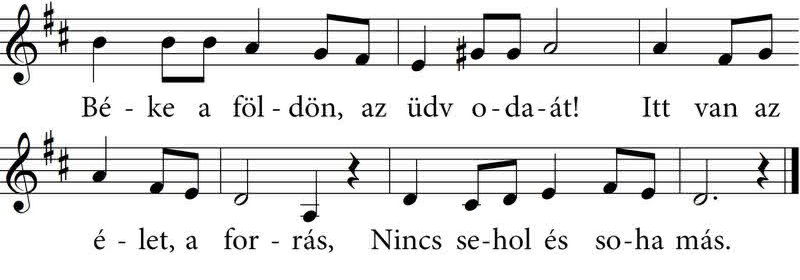 Bé - ke a föl - dön, az üdv o - da - át! Itt van az
é - let, a for - rás, Nincs se - hol és so - ha más.